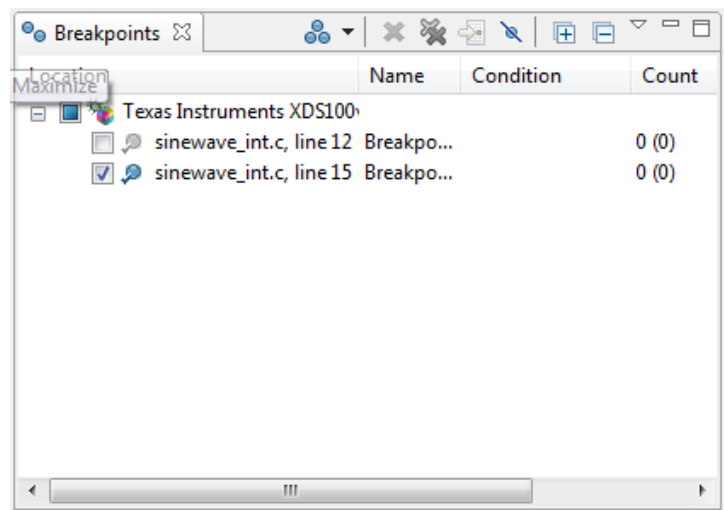 Breakpoints
Location Name Condition Count
Maximize
Texas Instruments XDS100v
sinewave_int.c, line 12 Breakpo... 0 (0)
sinewave_int.c, line 15 Breakpo... 0 (0)